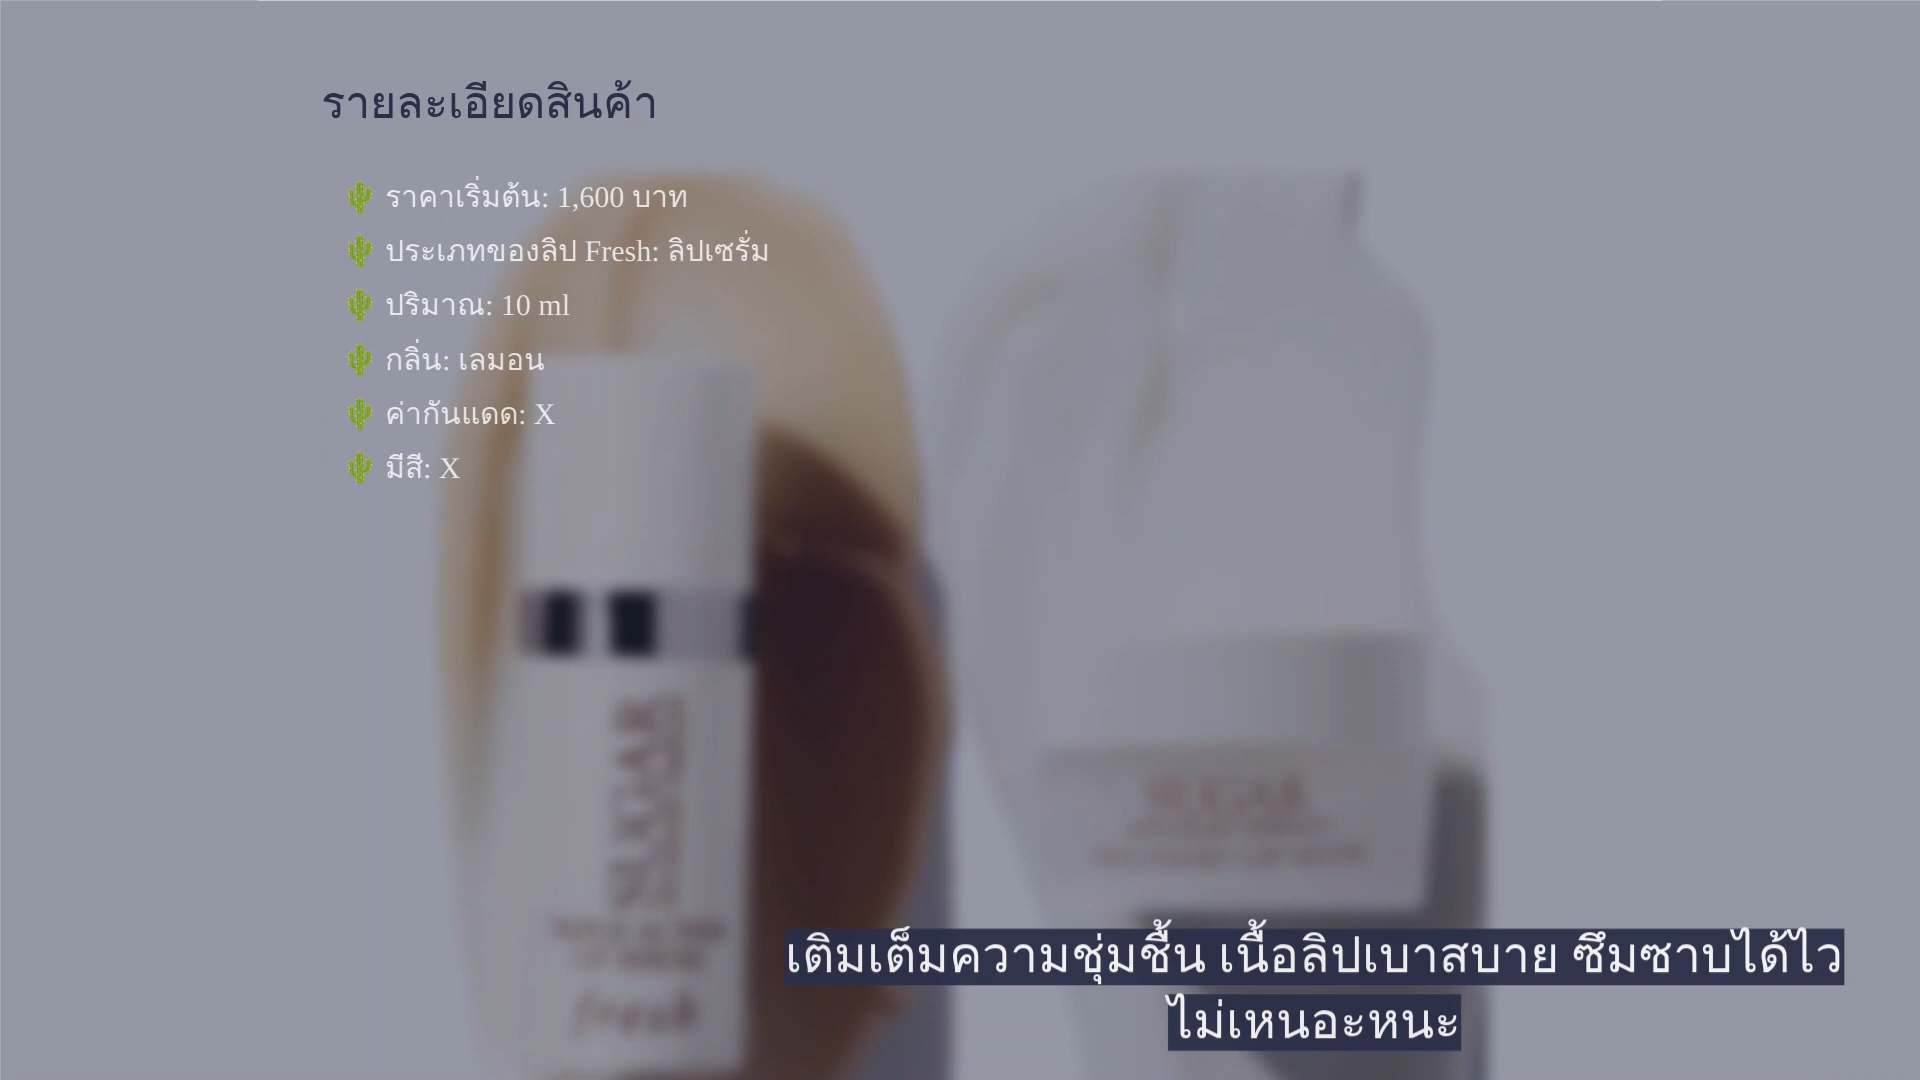 รายละเอียดสินค้า
🌵 ราคาเริ่มต้น: 1,600 บาท
🌵 ประเภทของลิป Fresh: ลิปเซรั่ม
🌵 ปริมาณ: 10 ml
🌵 กลิ่น: เลมอน
🌵 ค่ากันแดด: X
🌵 มีสี: X
SUGAR
fresh
SUGAR
เติมเต็มความชุ่มชื้น เนื้อลิปเบาสบาย ซึมซาบได้ไว
ไม่เหนอะหนะ